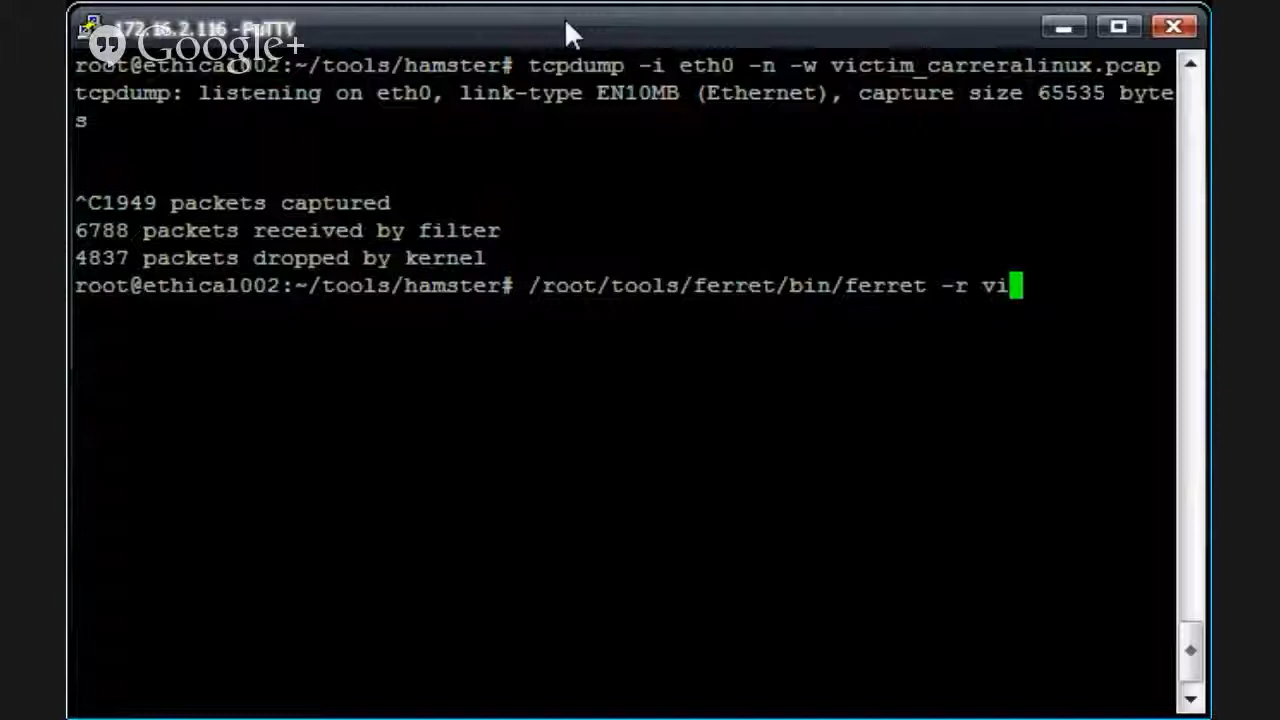 172.16.2.116 - PuTTY
Google+
root@ethical002:~/tools/hamster# tcpdump -i eth0 -n -w victim_carreralinux.pcap
tcpdump: listening on eth0, link-type EN10MB (Ethernet), capture size 65535 byte
s
^C1949 packets captured
6788 packets received by filter
4837 packets dropped by kernel
root@ethical002:~/tools/hamster# /root/tools/ferret/bin/ferret -r vi